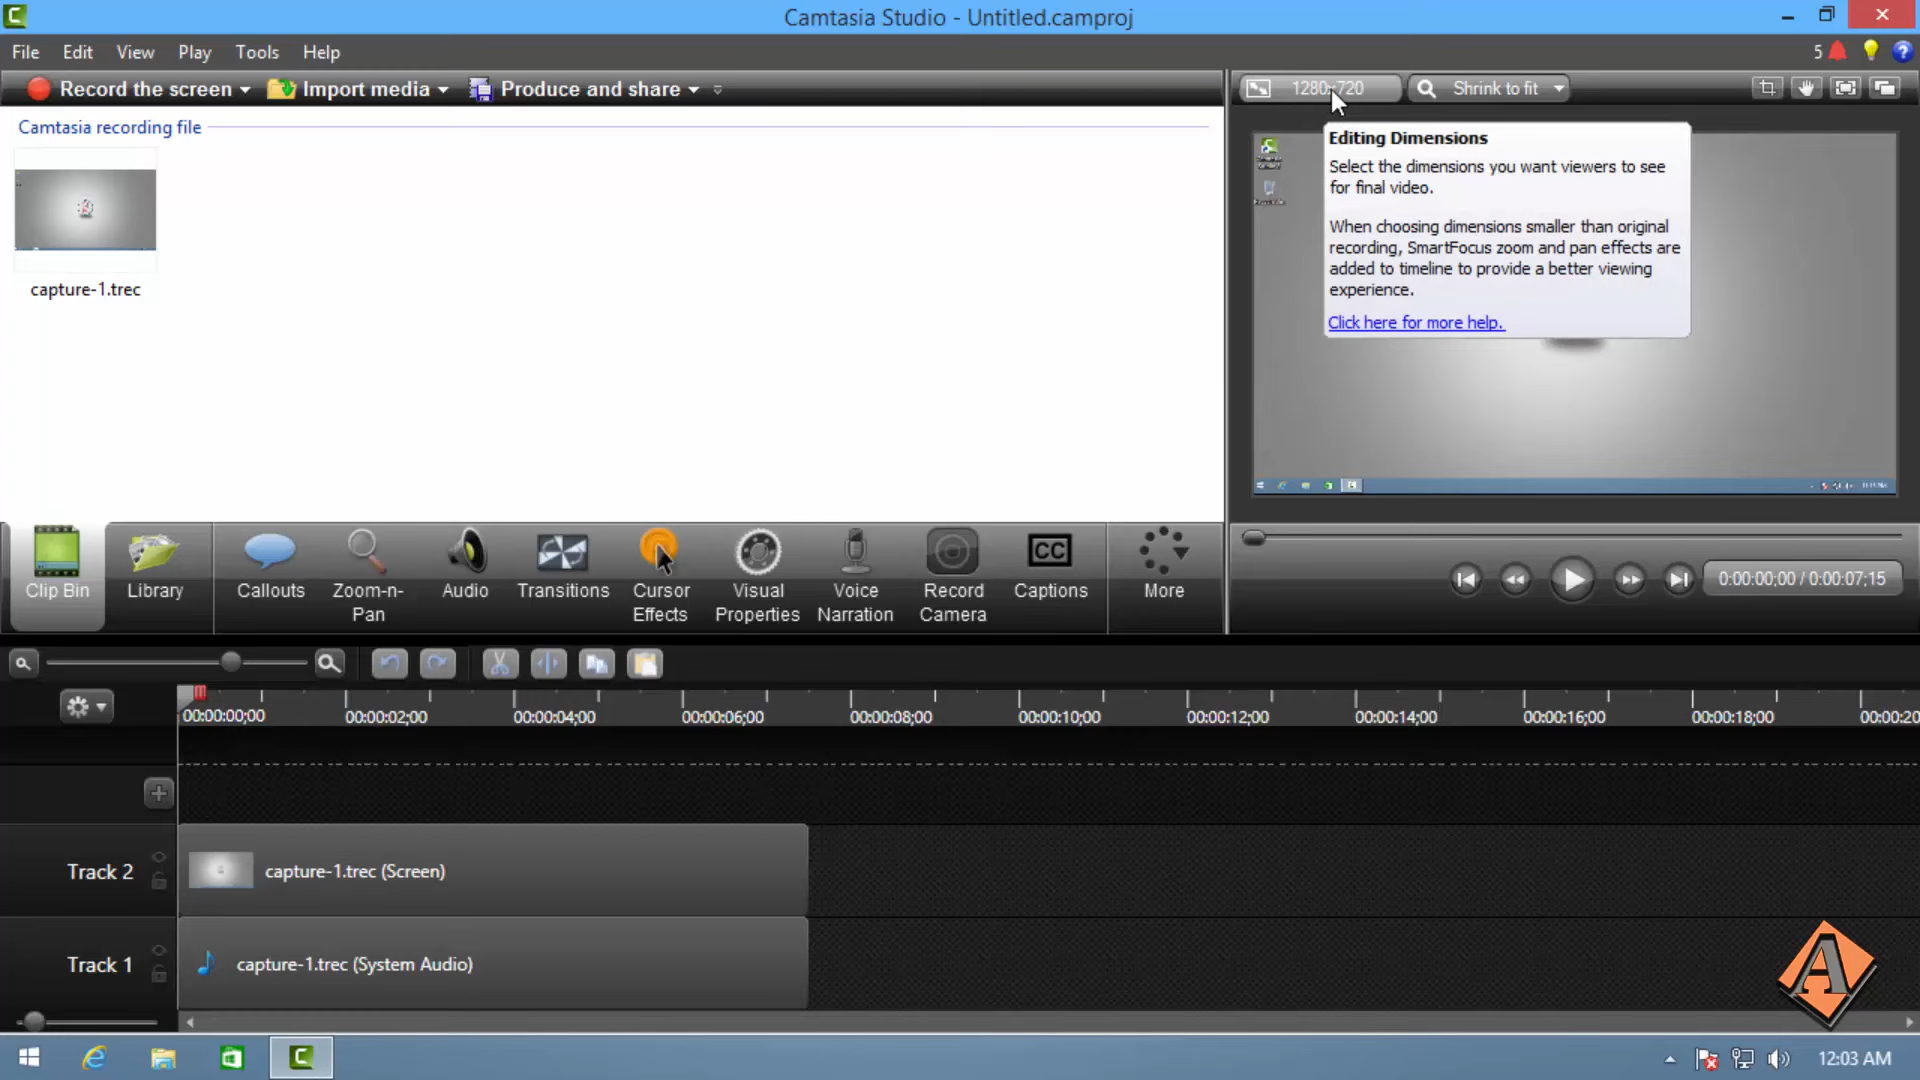 Camtasia Studio - Untitled.camproj
File Edit View Play Tools Help
5
Record the screen Import media Produce and share
1280x720 Shrink to fit
Camtasia recording file
capture-1.trec
Editing Dimensions
Select the dimensions you want viewers to see
for final video.
When choosing dimensions smaller than original
recording, SmartFocus zoom and pan effects are
added to timeline to provide a better viewing
experience.
Click here for more help.
Clip Bin
Library
Callouts
Zoom-n-
Pan
Audio
Transitions
Cursor
Effects
Visual
Properties
Voice
Narration
Record
Camera
CC
Captions
More
0:00:00;00 / 0:00:07;15
00:00:00;00 00:00:02;00 00:00:04;00 00:00:06;00 00:00:08;00 00:00:10;00 00:00:12;00 00:00:14;00 00:00:16;00 00:00:18;00 00:00:20
Track 2
capture-1.trec (Screen)
Track 1
capture-1.trec (System Audio)
A
12:03 AM